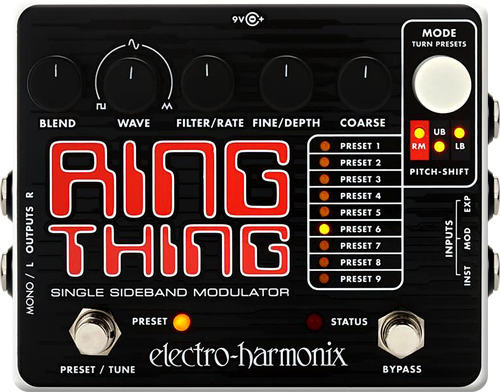 9V +
MODE
TURN PRESETS
BLEND
WAVE
FILTER/RATE
FINE/DEPTH
COARSE
RM
UB
LB
PITCH-SHIFT
RING
THING
SINGLE SIDEBAND MODULATOR
PRESET 1
PRESET 2
PRESET 3
PRESET 4
PRESET 5
PRESET 6
PRESET 7
PRESET 8
PRESET 9
MONO / L OUTPUTS R
INPUTS
INST MOD EXP
PRESET
STATUS
PRESET / TUNE
electro-harmonix
BYPASS